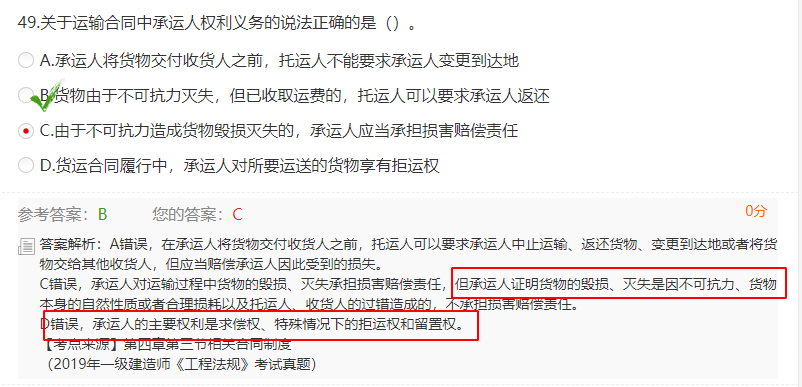 49.关于运输合同中承运人权利义务的说法正确的是（）。
A.承运人将货物交付收货人之前，托运人不能要求承运人变更到达地
B.货物由于不可抗力灭失，但已收取运费的，托运人可以要求承运人返还
C.由于不可抗力造成货物毁损灭失的，承运人应当承担损害赔偿责任
D.货运合同履行中，承运人对所要运送的货物享有拒运权
参考答案：B 您的答案：C 0分
答案解析：A错误，在承运人将货物交付收货人之前，托运人可以要求承运人中止运输、返还货物、变更到达地或者将货
物交给其他收货人，但应当赔偿承运人因此受到的损失。
C错误，承运人对运输过程中货物的毁损、灭失承担损害赔偿责任，但承运人证明货物的毁损、灭失是因不可抗力、货物
本身的自然性质或者合理损耗以及托运人、收货人的过错造成的，不承担损害赔偿责任。
D错误，承运人的主要权利是求偿权、特殊情况下的拒运权和留置权。
【考点来源】第四章第三节相关合同制度
（2019年一级建造师《工程法规》考试真题）